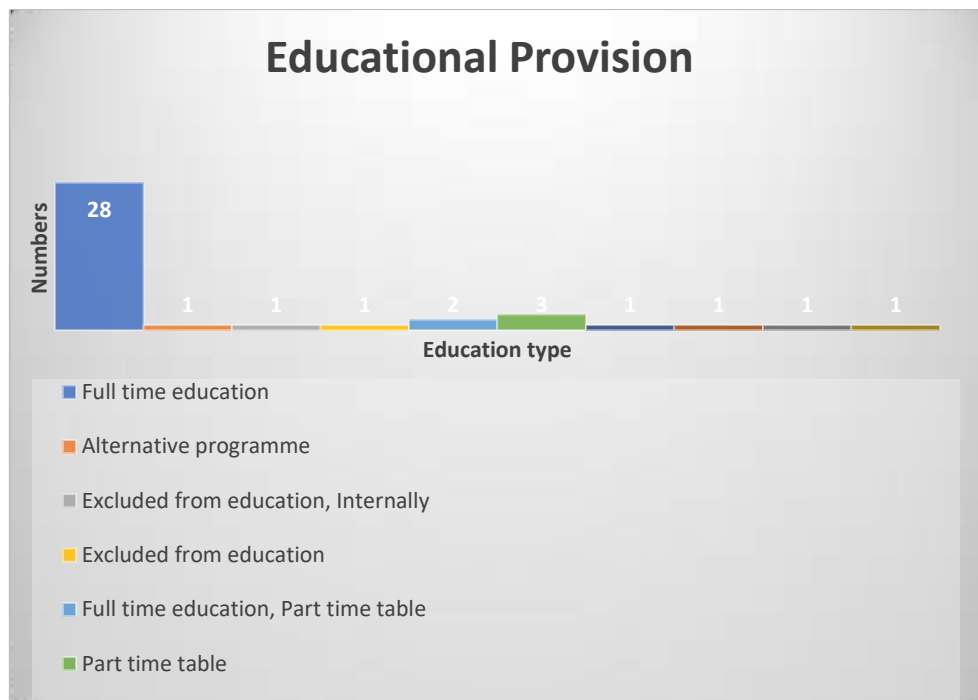 Educational Provision
Numbers
28
1
1
1
2
3
1
1
1
1
Education type
Full time education
Alternative programme
Excluded from education, Internally
Excluded from education
Full time education, Part time table
Part time table